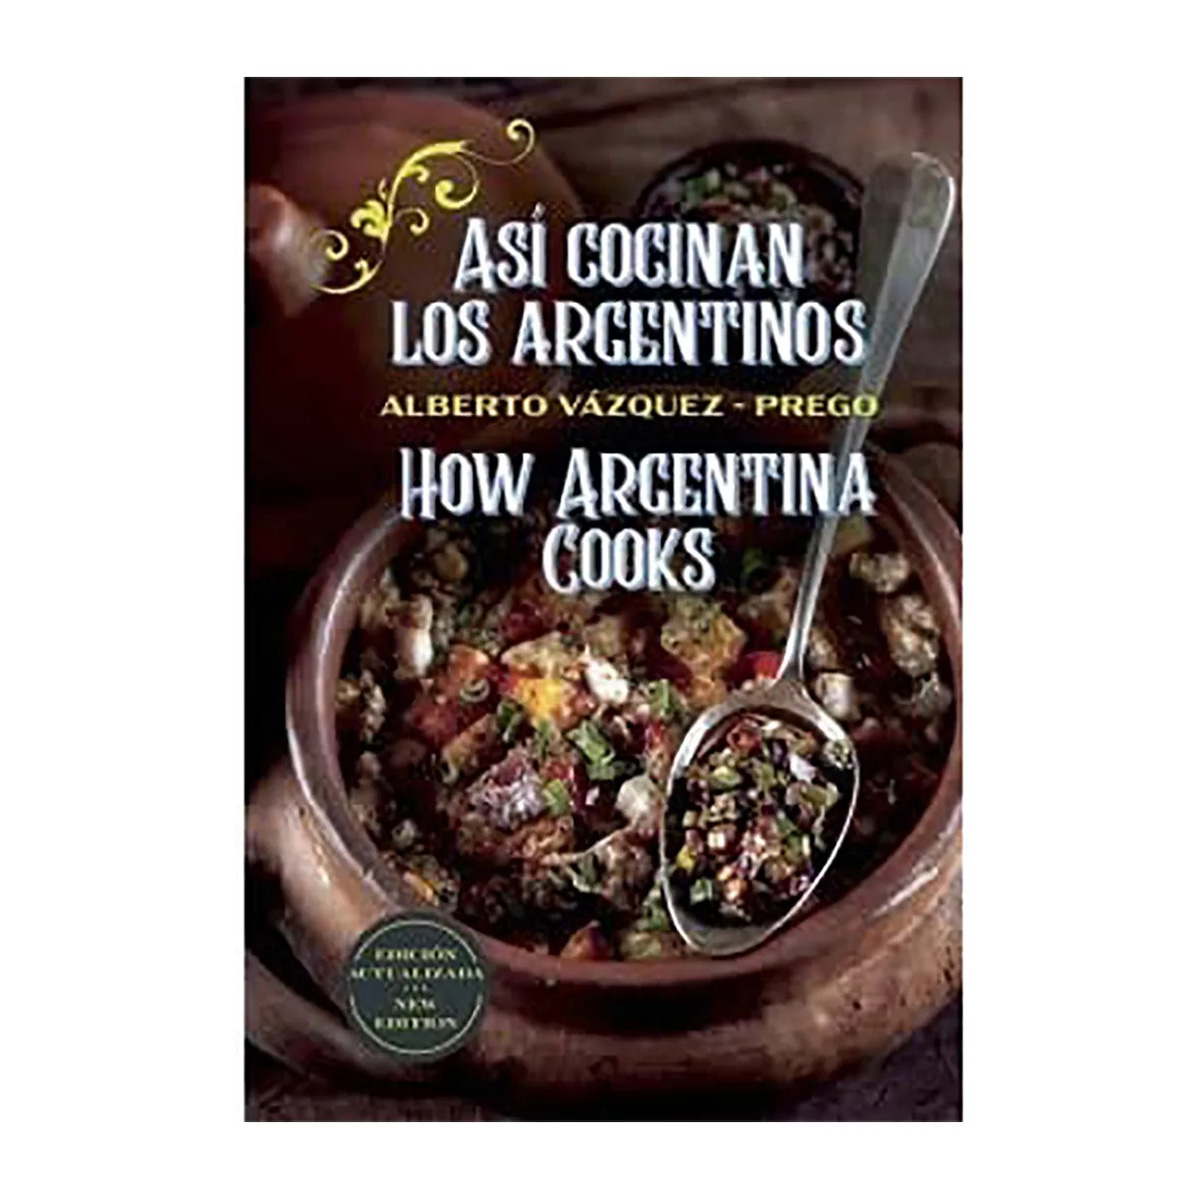 ASÍ COCINAN
LOS ARGENTINOS
ALBERTO VÁZQUEZ - PREGO
HOW ARGENTINA
COOKS
EDICIÓN
ACTUALIZADA
NEW
EDITION